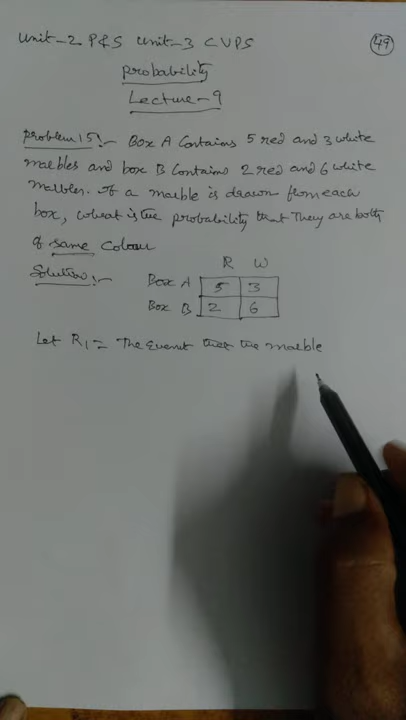 Unit-2 P&S Unit-3 CVPS
49
Probability
Lecture-9
Problem 15:- Box A Contains 5 red and 3 white
marbles and box B Contains 2 red and 6 white
marbles. If a marble is drawn from each
box, what is the probability that They are both
of same Colour
Solution:-
R W
Box A 5 3
Box B 2 6
Let R1 = The Event that the marble